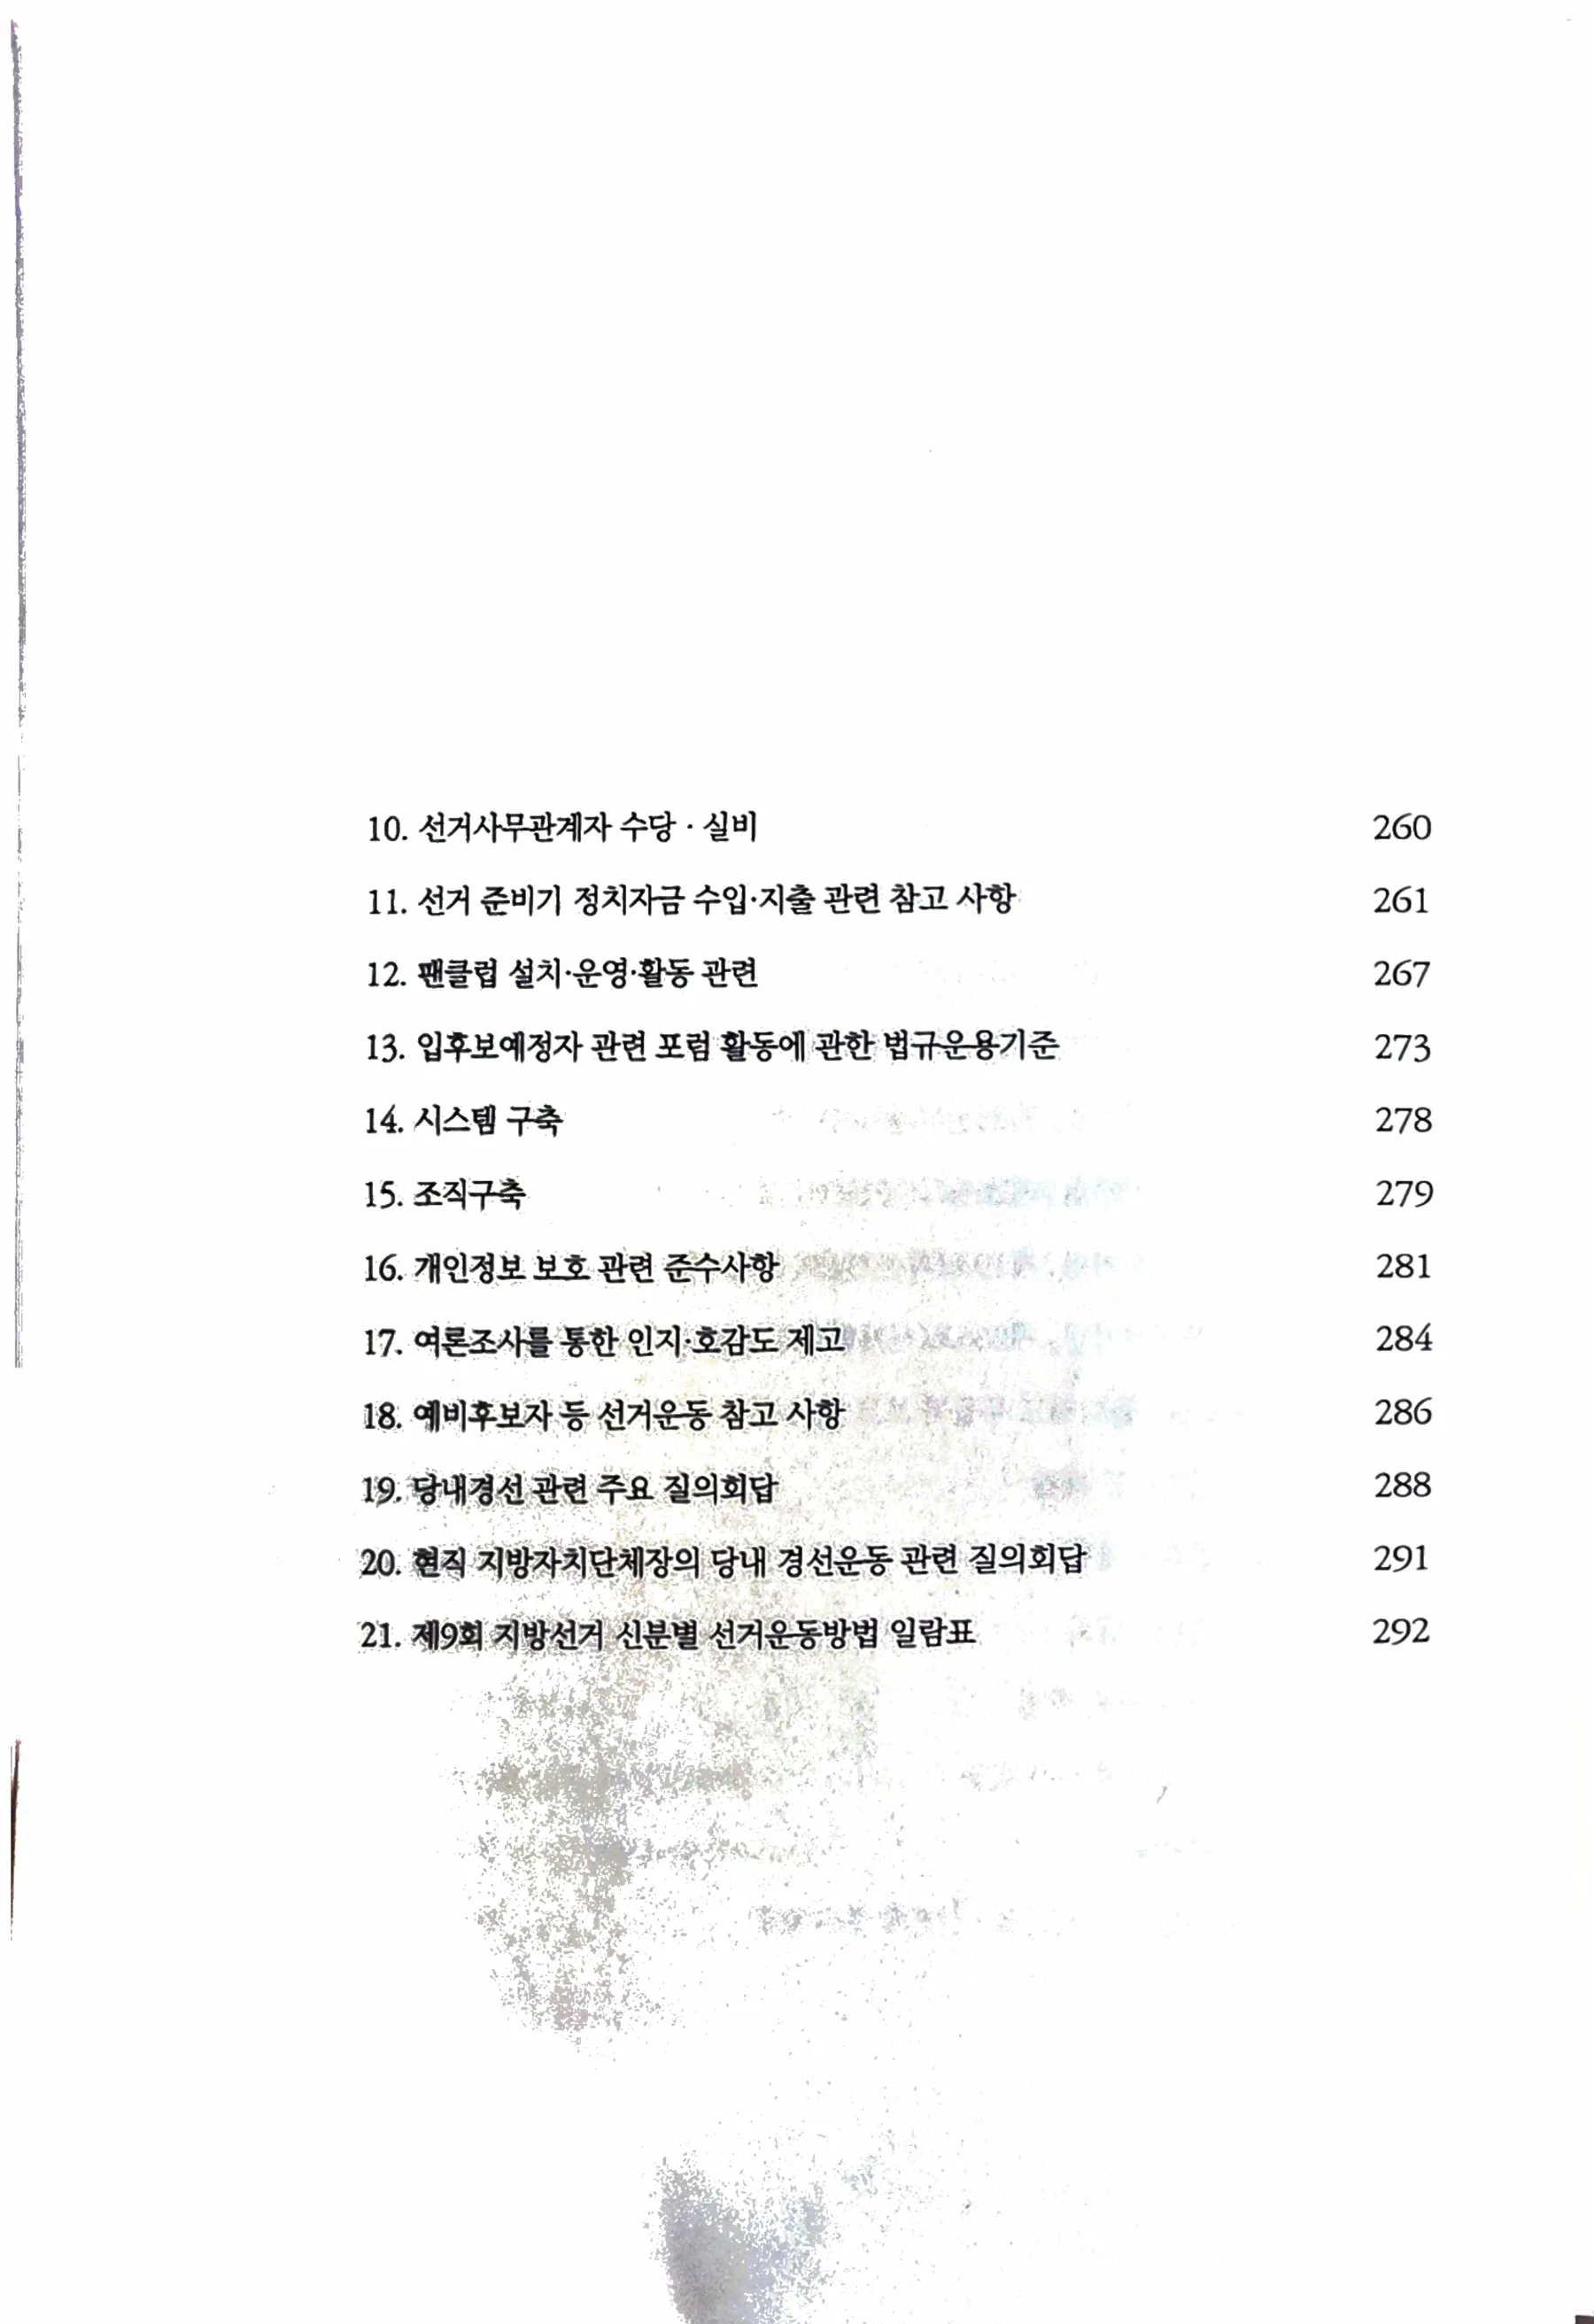 10. 선거사무관계자 수당 · 실비 260
11. 선거 준비기 정치자금 수입·지출 관련 참고 사항 261
12. 팬클럽 설치·운영·활동 관련 267
13. 입후보예정자 관련 포럼 활동에 관한 법규운용기준 273
14. 시스템 구축 278
15. 조직구축 279
16. 개인정보 보호 관련 준수사항 281
17. 여론조사를 통한 인지·호감도 제고 284
18. 예비후보자 등 선거운동 참고 사항 286
19. 당내경선 관련 주요 질의회답 288
20. 현직 지방자치단체장의 당내 경선운동 관련 질의회답 291
21. 제9회 지방선거 신분별 선거운동방법 일람표 292